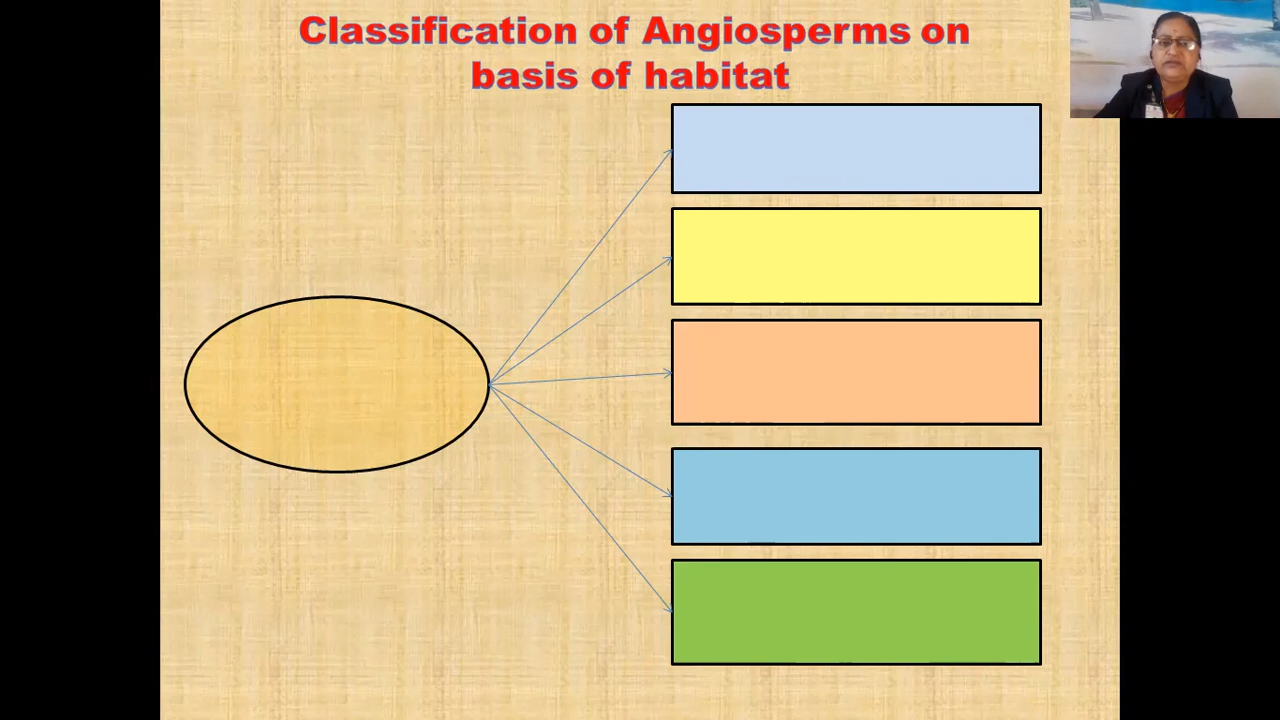 Classification of Angiosperms on
basis of habitat